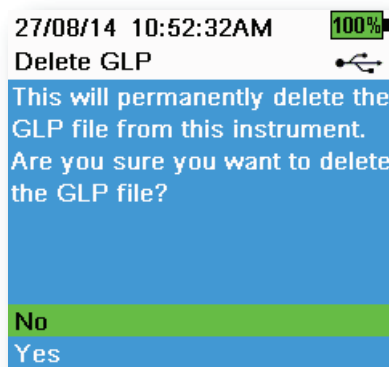 27/08/14 10:52:32AM 100%
Delete GLP
This will permanently delete the
GLP file from this instrument.
Are you sure you want to delete
the GLP file?
No
Yes